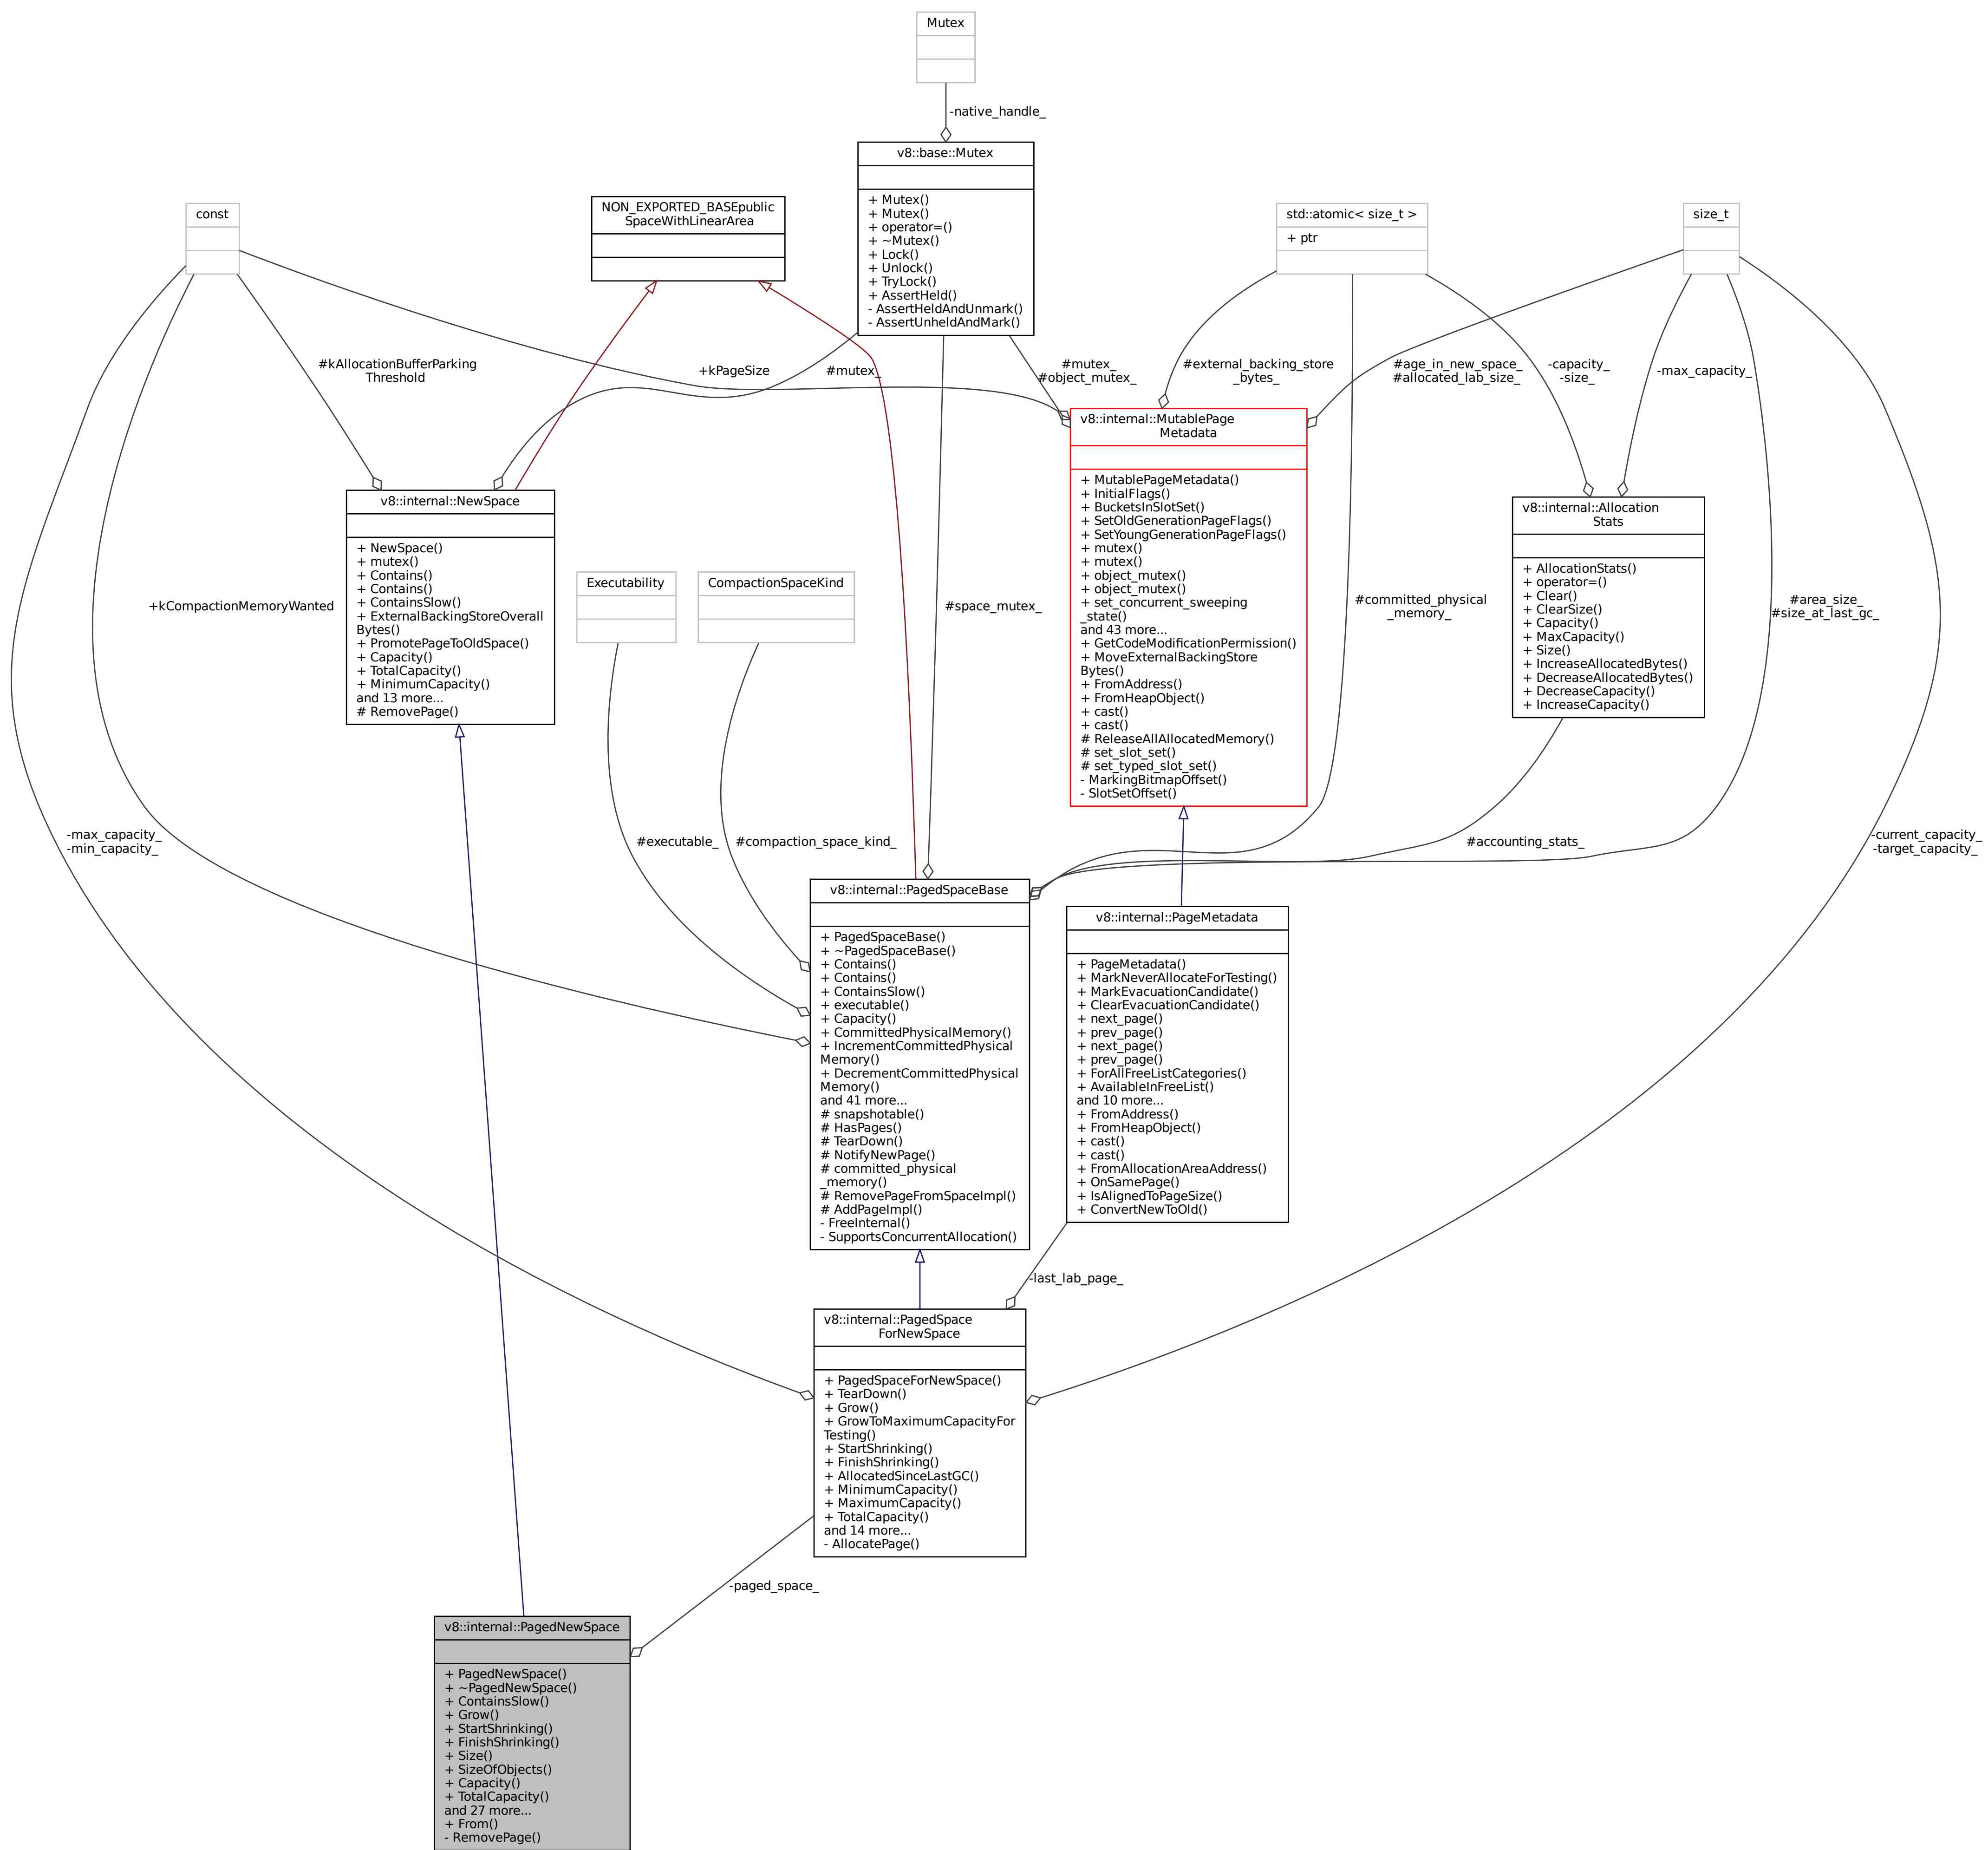 Mutex
-native_handle_
v8::base::Mutex
+ Mutex()
+ Mutex()
+ operator=()
+ ~Mutex()
+ Lock()
+ Unlock()
+ TryLock()
+ AssertHeld()
- AssertHeldAndUnmark()
- AssertUnheldAndMark()
const
NON_EXPORTED_BASEpublic
SpaceWithLinearArea
std::atomic< size_t >
+ ptr
size_t
#kAllocationBufferParking
Threshold
+kPageSize
#mutex_
#mutex_
#object_mutex_
#external_backing_store
_bytes_
#age_in_new_space_
#allocated_lab_size_
-capacity_
-size_
-max_capacity_
v8::internal::MutablePage
Metadata
+ MutablePageMetadata()
+ InitialFlags()
+ BucketsInSlotSet()
+ SetOldGenerationPageFlags()
+ SetYoungGenerationPageFlags()
+ mutex()
+ mutex()
+ object_mutex()
+ object_mutex()
+ set_concurrent_sweeping
_state()
and 43 more...
+ GetCodeModificationPermission()
+ MoveExternalBackingStore
Bytes()
+ FromAddress()
+ FromHeapObject()
+ cast()
+ cast()
# ReleaseAllAllocatedMemory()
# set_slot_set()
# set_typed_slot_set()
- MarkingBitmapOffset()
- SlotSetOffset()
v8::internal::NewSpace
+ NewSpace()
+ mutex()
+ Contains()
+ Contains()
+ ContainsSlow()
+ ExternalBackingStoreOverall
Bytes()
+ PromotePageToOldSpace()
+ Capacity()
+ TotalCapacity()
+ MinimumCapacity()
and 13 more...
# RemovePage()
v8::internal::Allocation
Stats
+ AllocationStats()
+ operator=()
+ Clear()
+ ClearSize()
+ Capacity()
+ MaxCapacity()
+ Size()
+ IncreaseAllocatedBytes()
+ DecreaseAllocatedBytes()
+ DecreaseCapacity()
+ IncreaseCapacity()
Executability
CompactionSpaceKind
+kCompactionMemoryWanted
#space_mutex_
#committed_physical
_memory_
#area_size_
#size_at_last_gc_
-max_capacity_
-min_capacity_
#executable_
#compaction_space_kind_
#accounting_stats_
-current_capacity_
-target_capacity_
v8::internal::PagedSpaceBase
+ PagedSpaceBase()
+ ~PagedSpaceBase()
+ Contains()
+ Contains()
+ ContainsSlow()
+ executable()
+ Capacity()
+ CommittedPhysicalMemory()
+ IncrementCommittedPhysical
Memory()
+ DecrementCommittedPhysical
Memory()
and 41 more...
# snapshotable()
# HasPages()
# TearDown()
# NotifyNewPage()
# committed_physical
_memory()
# RemovePageFromSpaceImpl()
# AddPageImpl()
- FreeInternal()
- SupportsConcurrentAllocation()
v8::internal::PageMetadata
+ PageMetadata()
+ MarkNeverAllocateForTesting()
+ MarkEvacuationCandidate()
+ ClearEvacuationCandidate()
+ next_page()
+ prev_page()
+ next_page()
+ prev_page()
+ ForAllFreeListCategories()
+ AvailableInFreeList()
and 10 more...
+ FromAddress()
+ FromHeapObject()
+ cast()
+ cast()
+ FromAllocationAreaAddress()
+ OnSamePage()
+ IsAlignedToPageSize()
+ ConvertNewToOld()
-last_lab_page_
v8::internal::PagedSpace
ForNewSpace
+ PagedSpaceForNewSpace()
+ TearDown()
+ Grow()
+ GrowToMaximumCapacityFor
Testing()
+ StartShrinking()
+ FinishShrinking()
+ AllocatedSinceLastGC()
+ MinimumCapacity()
+ MaximumCapacity()
+ TotalCapacity()
and 14 more...
- AllocatePage()
-paged_space_
v8::internal::PagedNewSpace
+ PagedNewSpace()
+ ~PagedNewSpace()
+ ContainsSlow()
+ Grow()
+ StartShrinking()
+ FinishShrinking()
+ Size()
+ SizeOfObjects()
+ Capacity()
+ TotalCapacity()
and 27 more...
+ From()
- RemovePage()